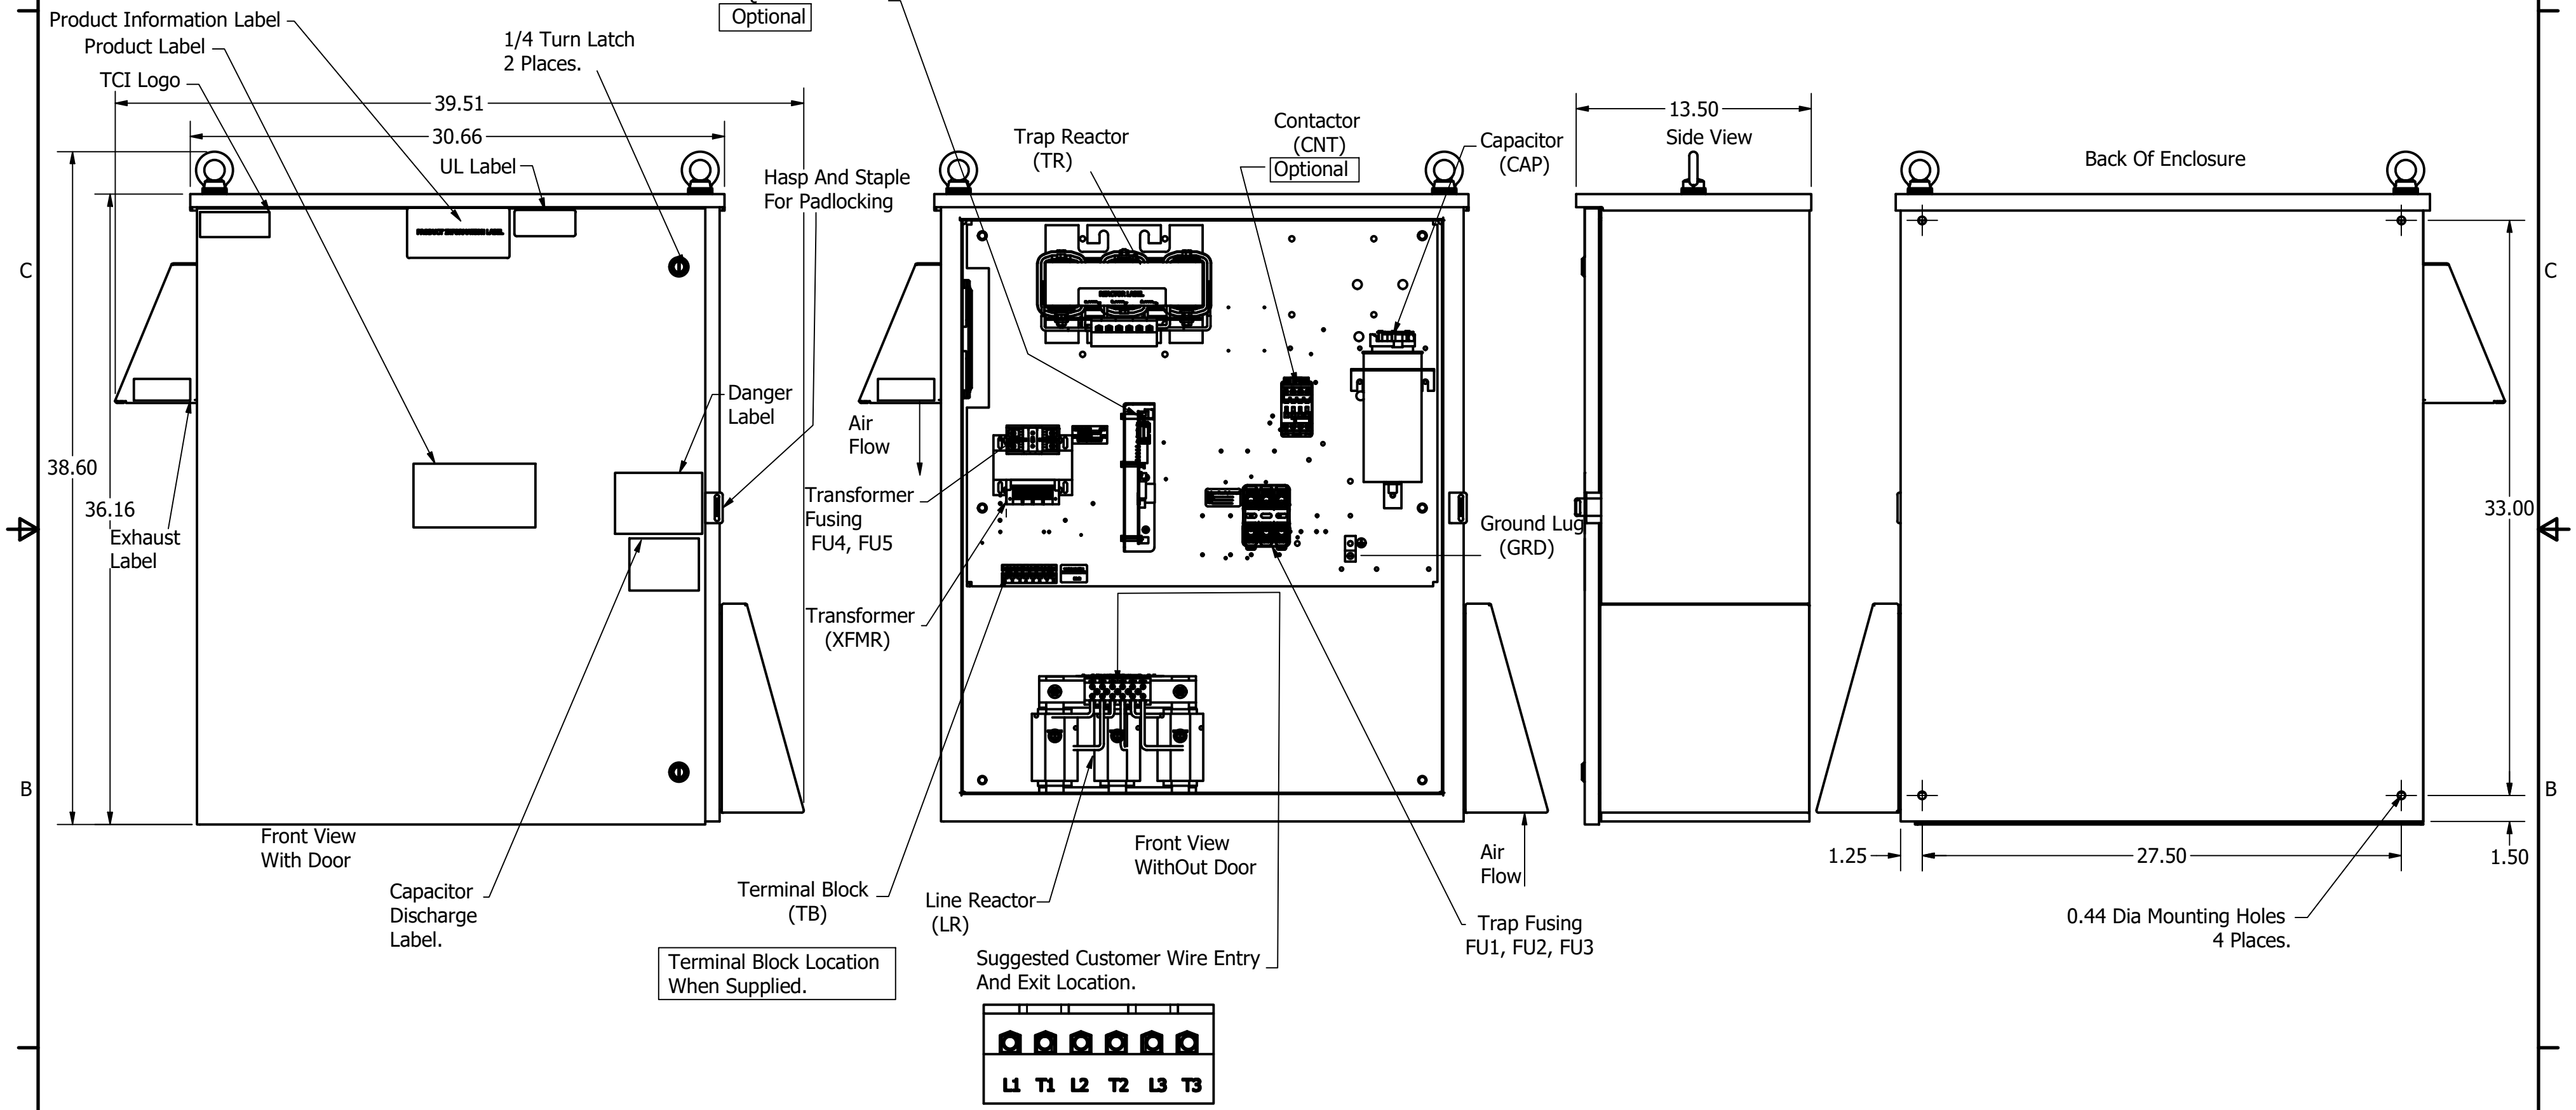 Product Information Label
Product Label
TCI Logo
1/4 Turn Latch
2 Places.
Optional
39.51
30.66
UL Label
Hasp And Staple
For Padlocking
PRODUCT INFORMATION LABEL
C
38.60
36.16
Exhaust
Label
Danger
Label
B
Front View
With Door
Capacitor
Discharge
Label.
Trap Reactor
(TR)
Contactor
(CNT)
Optional
Capacitor
(CAP)
REACTOR LABEL
Air
Flow
Transformer
Fusing
FU4, FU5
Transformer
(XFMR)
Ground Lug
(GRD)
Terminal Block
(TB)
Terminal Block Location
When Supplied.
Line Reactor
(LR)
Front View
WithOut Door
Air
Flow
Trap Fusing
FU1, FU2, FU3
Suggested Customer Wire Entry
And Exit Location.
L1 T1 L2 T2 L3 T3
13.50
Side View
Back Of Enclosure
C
33.00
B
1.25
27.50
1.50
0.44 Dia Mounting Holes
4 Places.